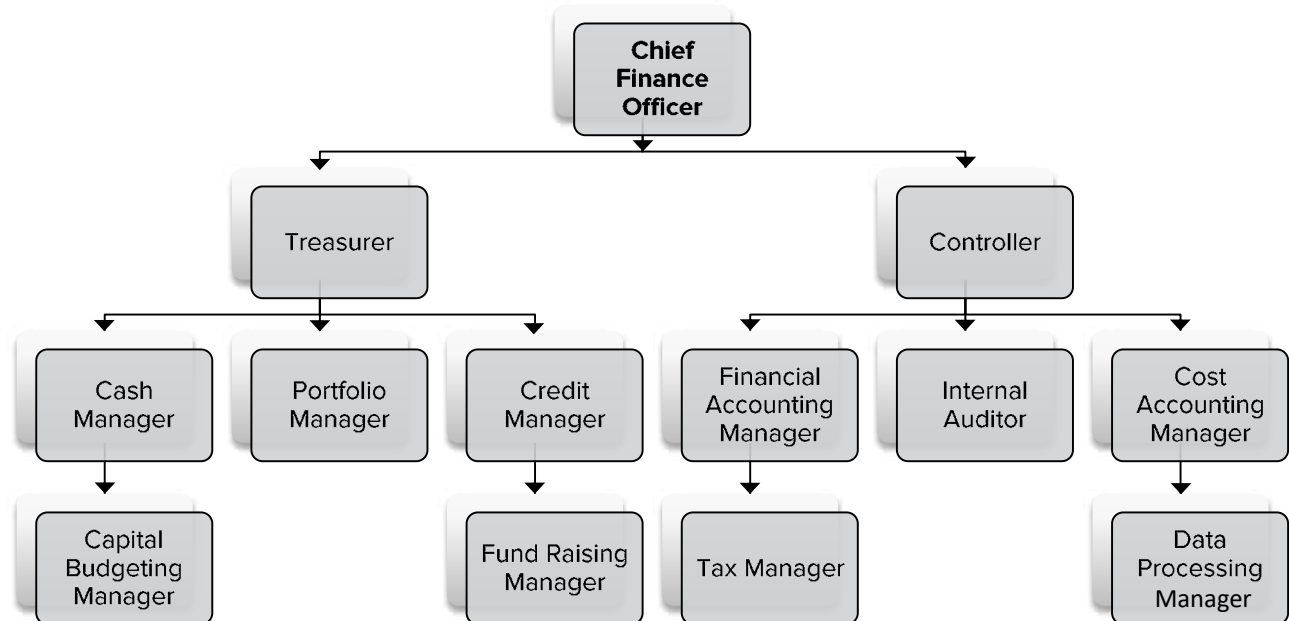 Chief
Finance
Officer
Treasurer
Controller
Cash
Manager
Portfolio
Manager
Credit
Manager
Financial
Accounting
Manager
Internal
Auditor
Cost
Accounting
Manager
Capital
Budgeting
Manager
Fund Raising
Manager
Tax Manager
Data
Processing
Manager